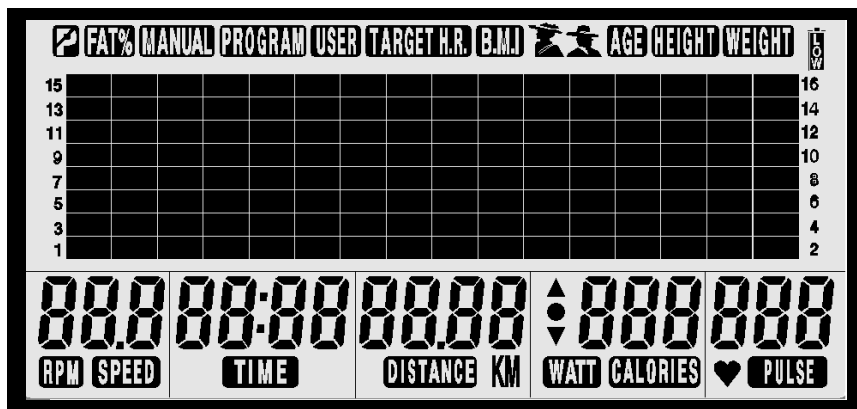 P FAT% MANUAL PROGRAM USER TARGET H.R. B.M.I AGE HEIGHT WEIGHT LOW
15 16
13 14
11 12
9 10
7 8
5 6
3 4
1 2
88.8 88:88 88.88 888 888
RPM SPEED TIME DISTANCE KM WATT CALORIES PULSE